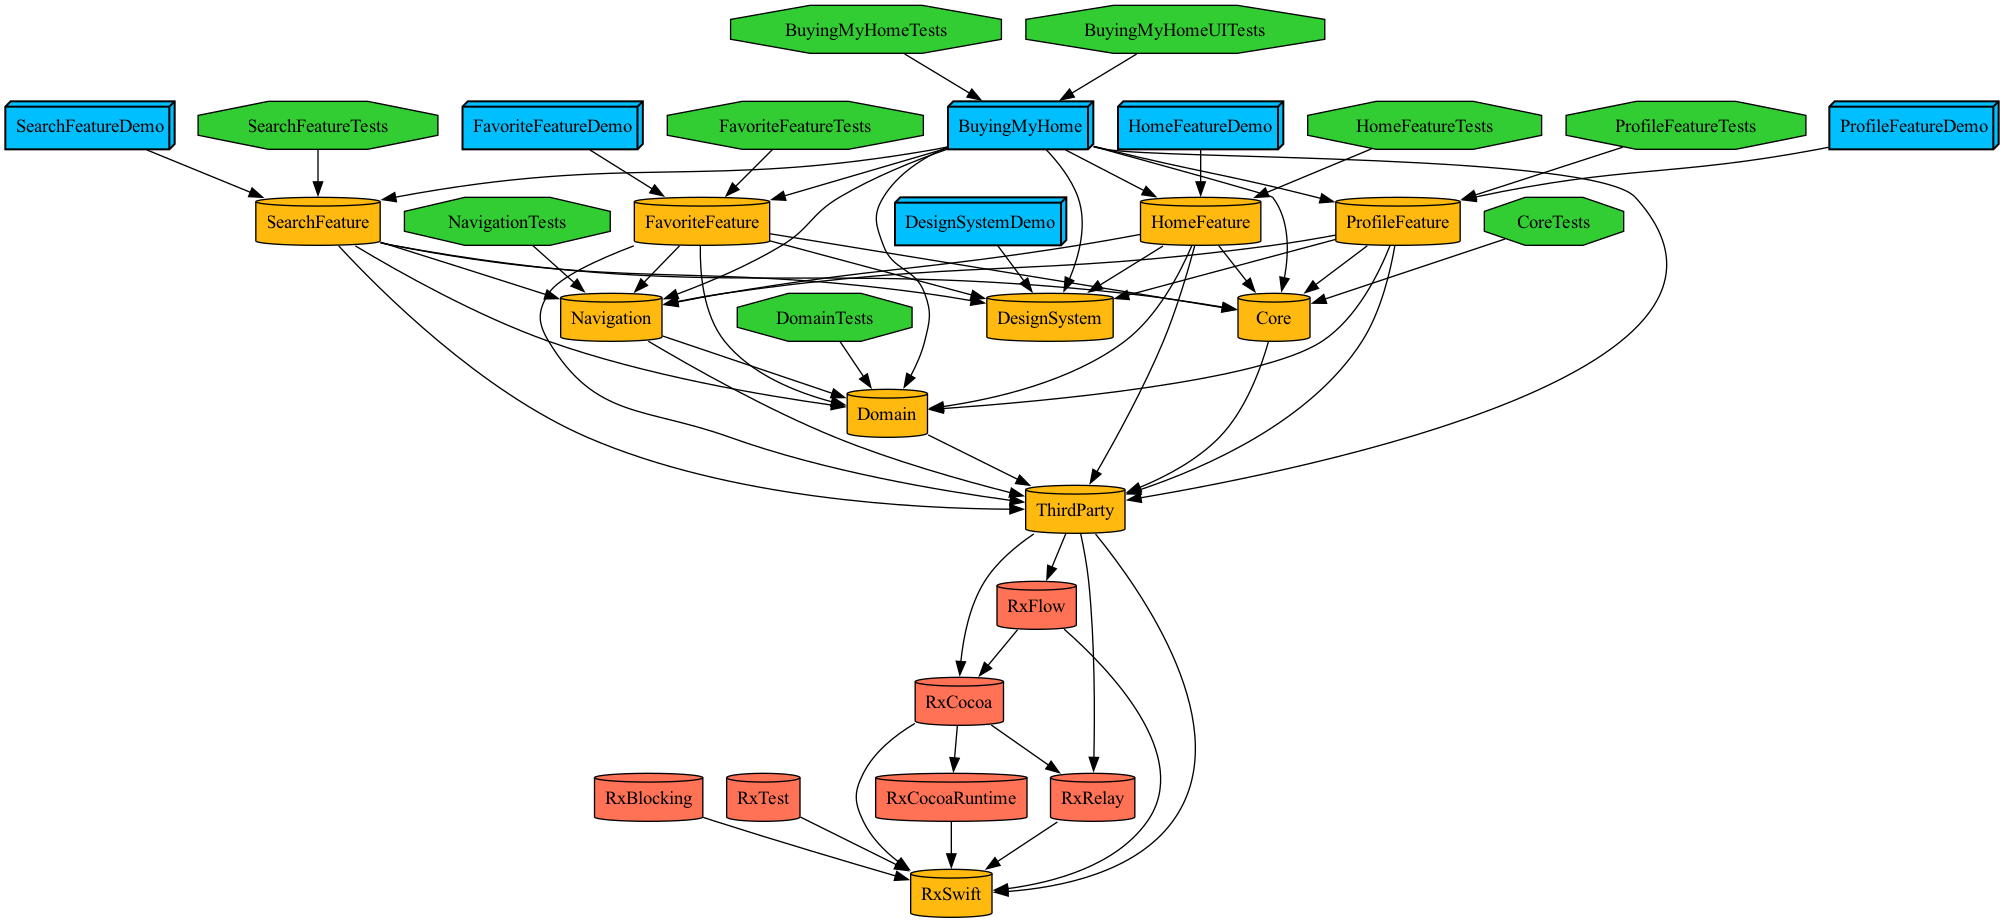 BuyingMyHomeTests
BuyingMyHomeUITests
SearchFeatureDemo
SearchFeatureTests
FavoriteFeatureDemo
FavoriteFeatureTests
BuyingMyHome
HomeFeatureDemo
HomeFeatureTests
ProfileFeatureTests
ProfileFeatureDemo
SearchFeature
NavigationTests
FavoriteFeature
DesignSystemDemo
HomeFeature
ProfileFeature
CoreTests
Navigation
DomainTests
DesignSystem
Core
Domain
ThirdParty
RxFlow
RxCocoa
RxBlocking
RxTest
RxCocoaRuntime
RxRelay
RxSwift